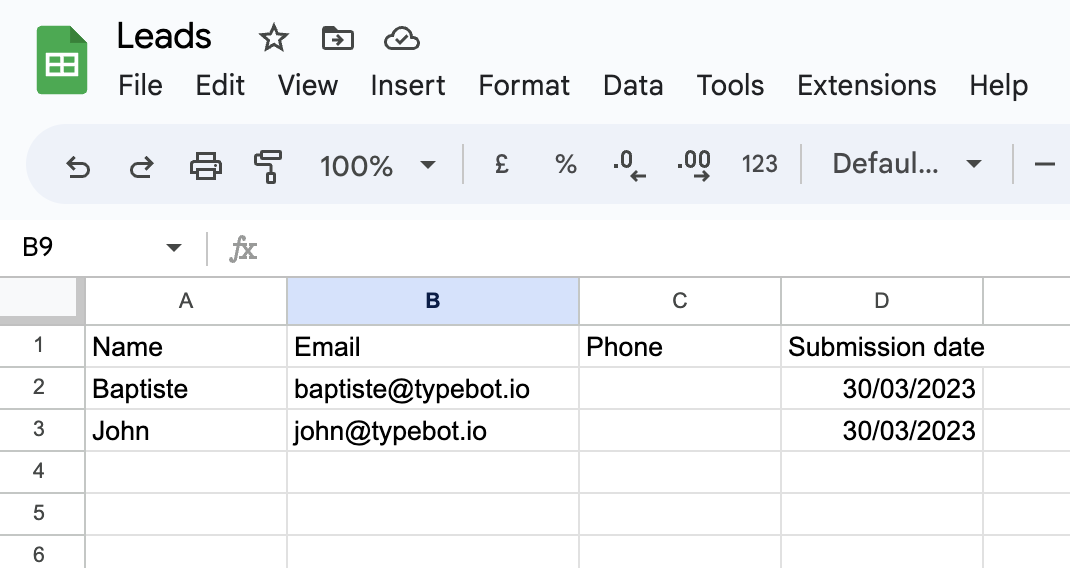 Leads
File Edit View Insert Format Data Tools Extensions Help
100% £ % .0 .00 123 Defaul...
B9 fx
A B C D
1 Name Email Phone Submission date
2 Baptiste baptiste@typebot.io 30/03/2023
3 John john@typebot.io 30/03/2023
4
5
6